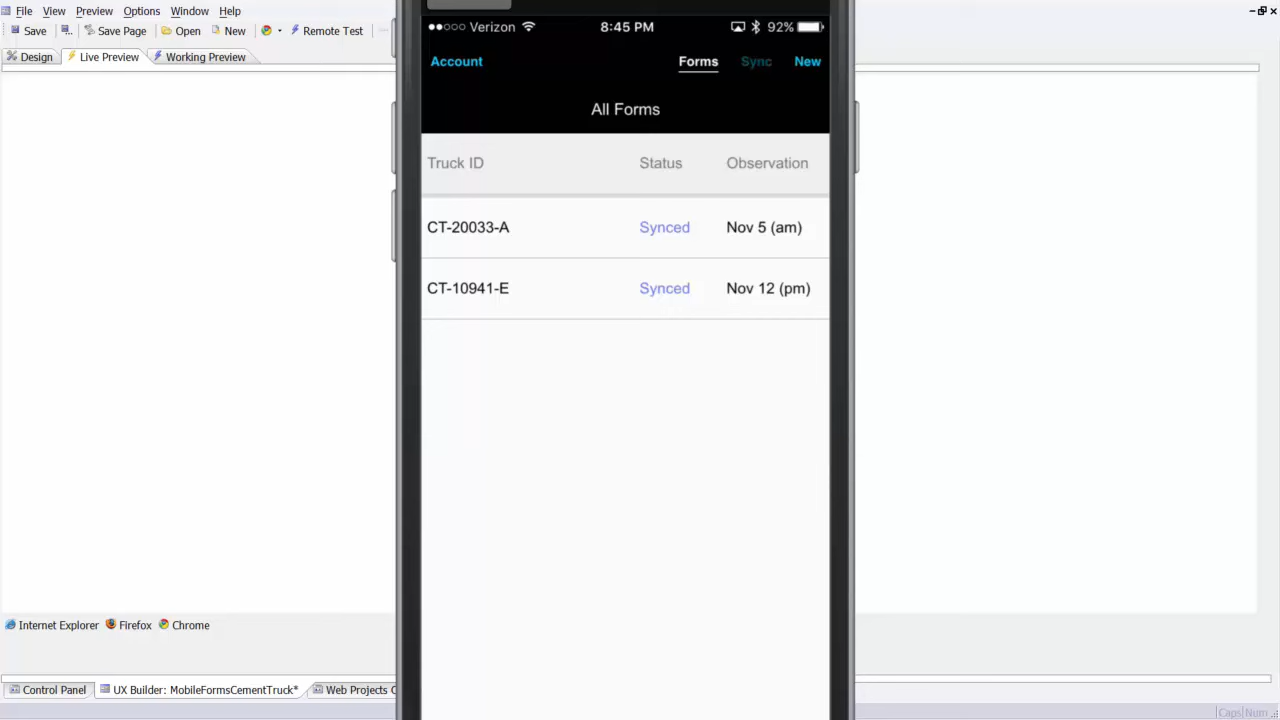 File View Preview Options Window Help
Save Save Page Open New Remote Test
Design Live Preview Working Preview
Verizon 8:45 PM 92%
Account Forms Sync New
All Forms
Truck ID Status Observation
CT-20033-A Synced Nov 5 (am)
CT-10941-E Synced Nov 12 (pm)
Internet Explorer Firefox Chrome
Control Panel UX Builder: MobileFormsCementTruck* Web Projects C
Caps Num